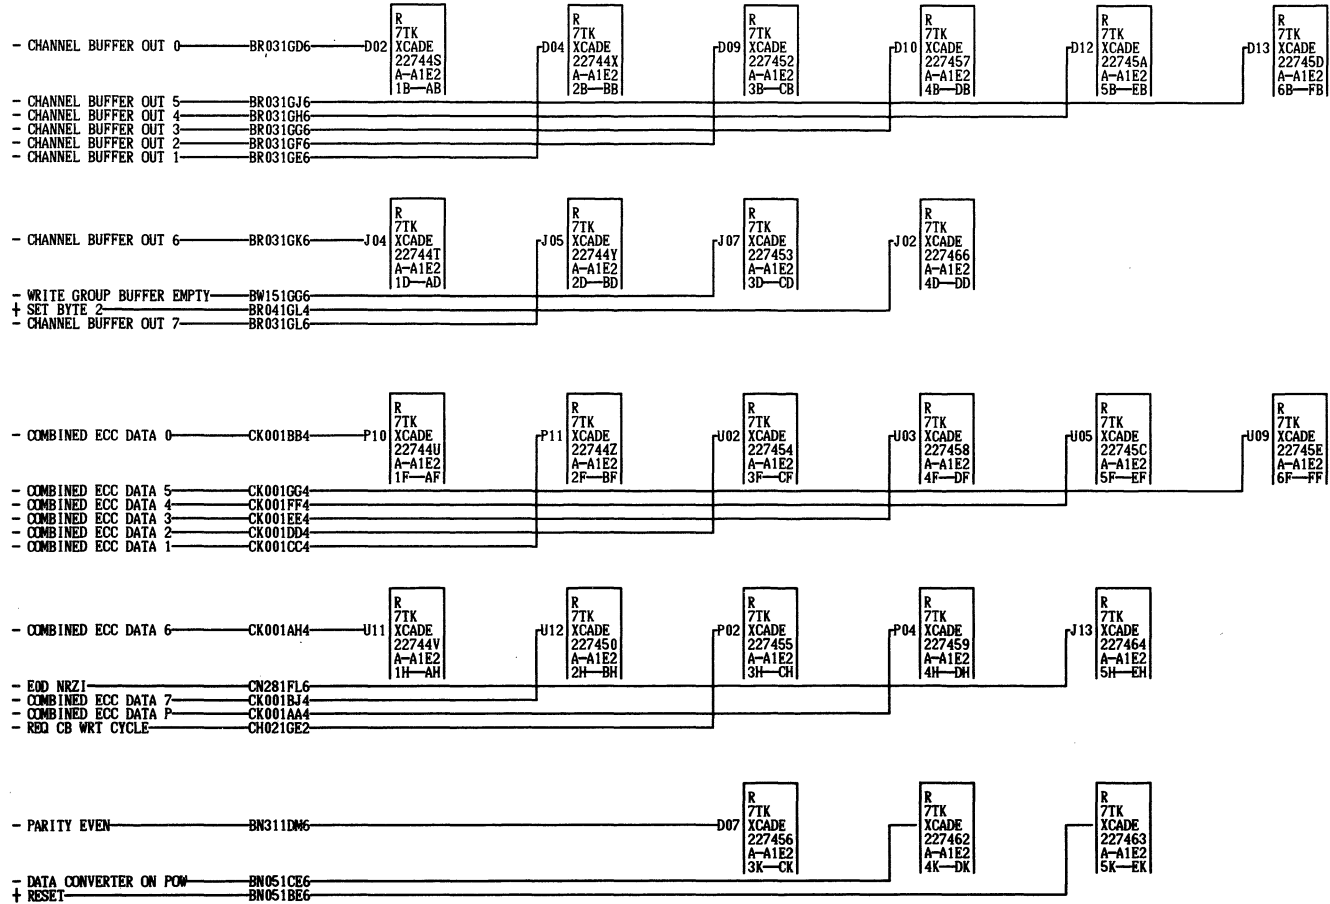 R R R R R R
7TK 7TK 7TK 7TK 7TK 7TK
- CHANNEL BUFFER OUT 0 BR031GD6 D02 XCADE D04 XCADE D09 XCADE D10 XCADE D12 XCADE D13 XCADE
22744S 22744X 227452 227457 22745A 22745D
A-A1E2 A-A1E2 A-A1E2 A-A1E2 A-A1E2 A-A1E2
1B-AB 2B-BB 3B-CB 4B-DB 5B-EB 6B-FB
- CHANNEL BUFFER OUT 5 BR031GJ6
- CHANNEL BUFFER OUT 4 BR031GH6
- CHANNEL BUFFER OUT 3 BR031GG6
- CHANNEL BUFFER OUT 2 BR031GF6
- CHANNEL BUFFER OUT 1 BR031GE6
R R R R
7TK 7TK 7TK 7TK
- CHANNEL BUFFER OUT 6 BR031GK6 J04 XCADE J05 XCADE J07 XCADE J02 XCADE
22744T 22744Y 227453 227466
A-A1E2 A-A1E2 A-A1E2 A-A1E2
1D-AD 2D-BD 3D-CD 4D-DD
- WRITE GROUP BUFFER EMPTY BW151GG6
+ SET BYTE 2 BR041GL4
- CHANNEL BUFFER OUT 7 BR031GL6
R R R R R R
7TK 7TK 7TK 7TK 7TK 7TK
- COMBINED ECC DATA 0 CK001BB4 P10 XCADE P11 XCADE U02 XCADE U03 XCADE U05 XCADE U09 XCADE
22744U 22744Z 227454 227458 22745C 22745E
A-A1E2 A-A1E2 A-A1E2 A-A1E2 A-A1E2 A-A1E2
1F-AF 2F-BF 3F-CF 4F-DF 5F-EF 6F-FF
- COMBINED ECC DATA 5 CK001GG4
- COMBINED ECC DATA 4 CK001FF4
- COMBINED ECC DATA 3 CK001EE4
- COMBINED ECC DATA 2 CK001DD4
- COMBINED ECC DATA 1 CK001CC4
R R R R R
7TK 7TK 7TK 7TK 7TK
- COMBINED ECC DATA 6 CK001AH4 U11 XCADE U12 XCADE P02 XCADE P04 XCADE J13 XCADE
22744V 227450 227455 227459 227464
A-A1E2 A-A1E2 A-A1E2 A-A1E2 A-A1E2
1H-AH 2H-BH 3H-CH 4H-DH 5H-EH
- EOD NRZI CN281FL6
- COMBINED ECC DATA 7 CK001BJ4
- COMBINED ECC DATA P CK001AA4
- REQ CB WRT CYCLE CH021GE2
R R R
7TK 7TK 7TK
- PARITY EVEN BN311DM6 D07 XCADE XCADE XCADE
227456 227462 227463
A-A1E2 A-A1E2 A-A1E2
3K-CK 4K-DK 5K-EK
- DATA CONVERTER ON POW BN051CE6
+ RESET BN051BE6